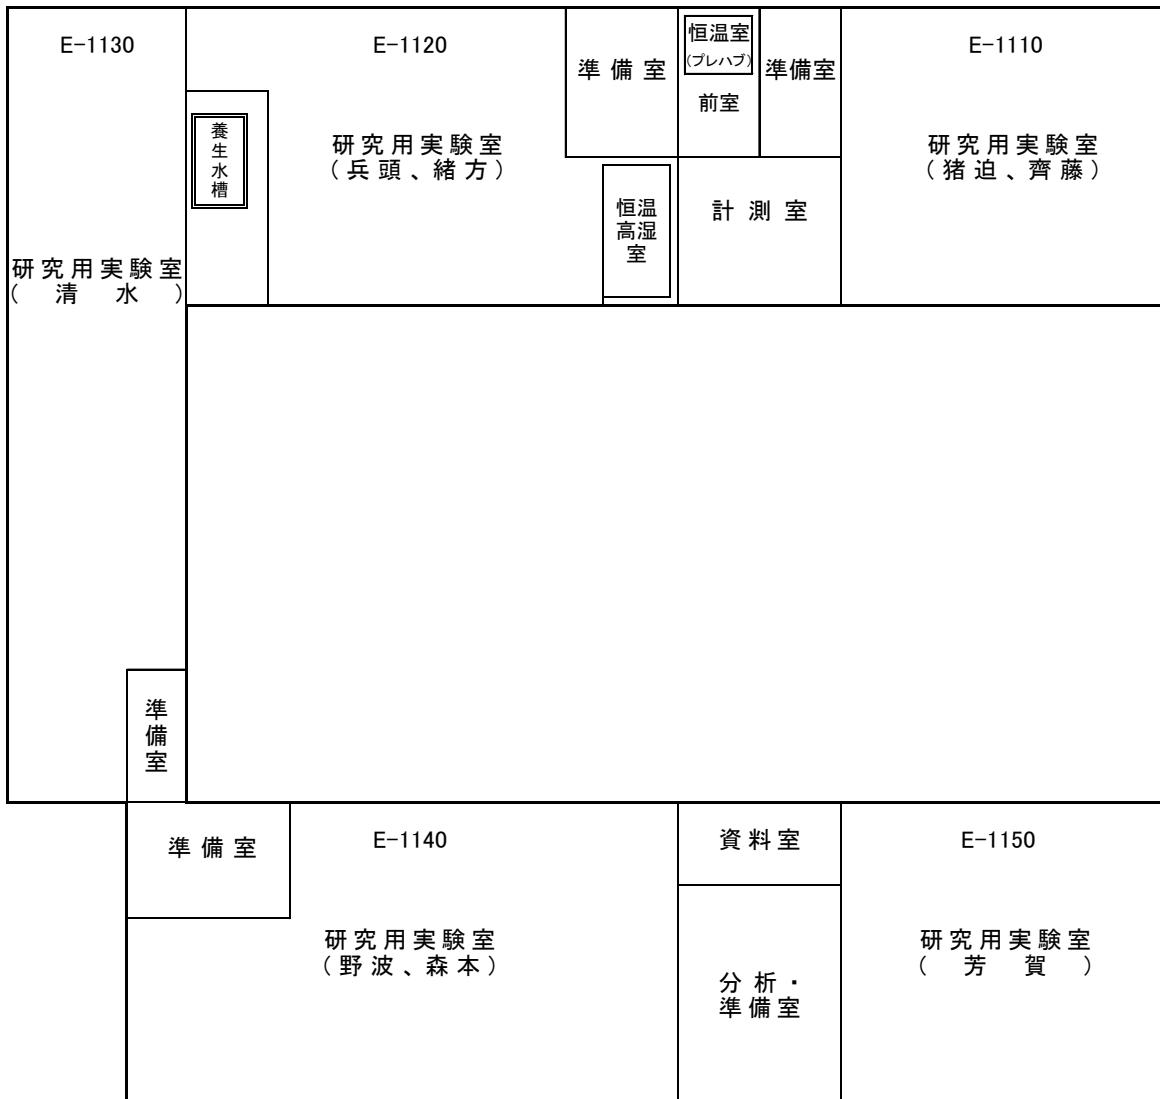 E-1130
研究用実験室
(清水)
準備室
E-1120
研究用実験室
(兵頭、緒方)
養生水槽
準備室
恒温
高湿
室
恒温室
(プレハブ)
前室
準備室
計測室
E-1110
研究用実験室
(猪迫、齊藤)
準備室
E-1140
研究用実験室
(野波、森本)
資料室
分析・
準備室
E-1150
研究用実験室
(芳賀)